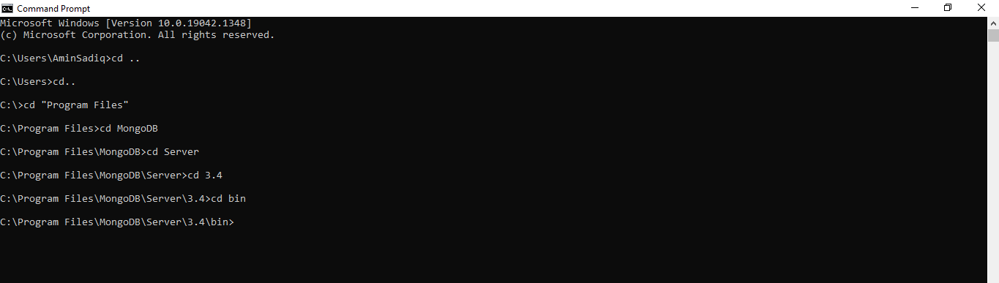 Command Prompt
Microsoft Windows [Version 10.0.19042.1348]
(c) Microsoft Corporation. All rights reserved.
C:\Users\AminSadiq>cd ..
C:\Users>cd..
C:\>cd "Program Files"
C:\Program Files>cd MongoDB
C:\Program Files\MongoDB>cd Server
C:\Program Files\MongoDB\Server>cd 3.4
C:\Program Files\MongoDB\Server\3.4>cd bin
C:\Program Files\MongoDB\Server\3.4\bin>